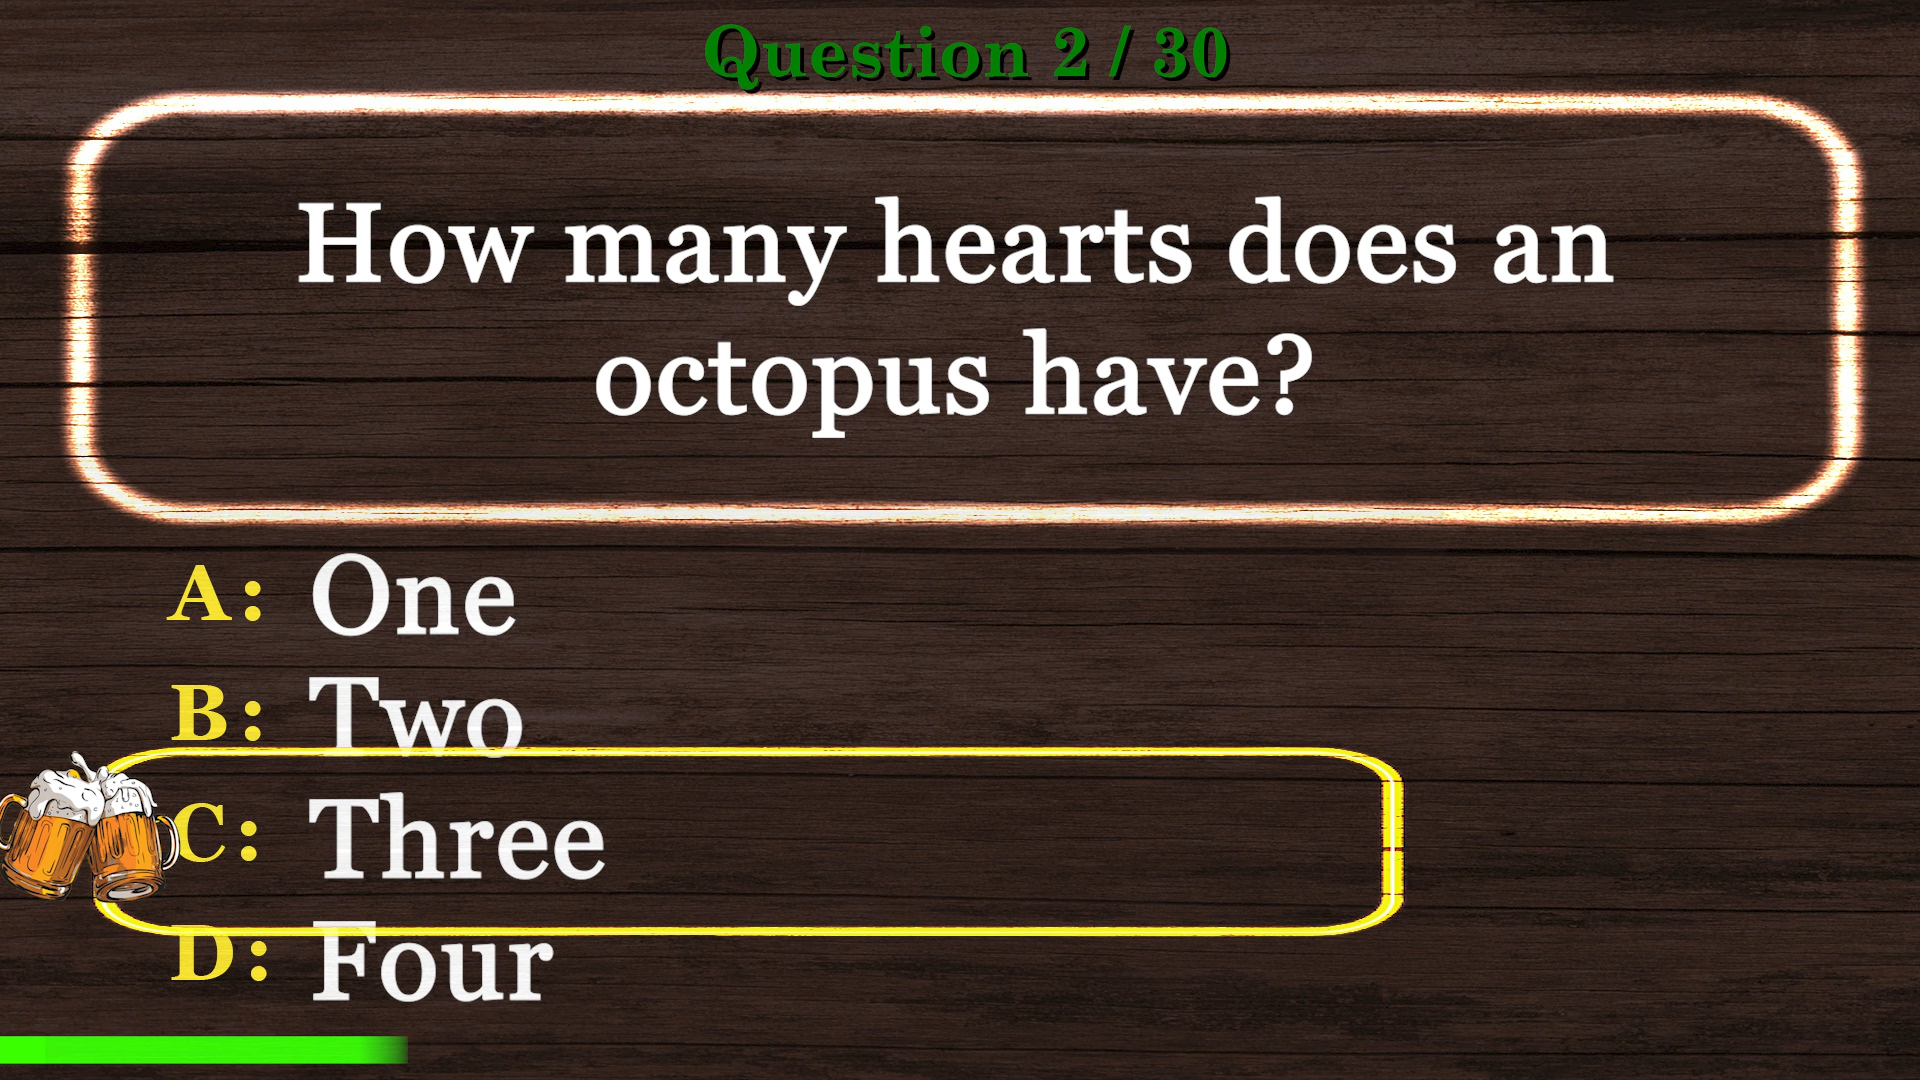 Question 2 / 30
How many hearts does an
octopus have?
A: One
B: Two
C: Three
D: Four